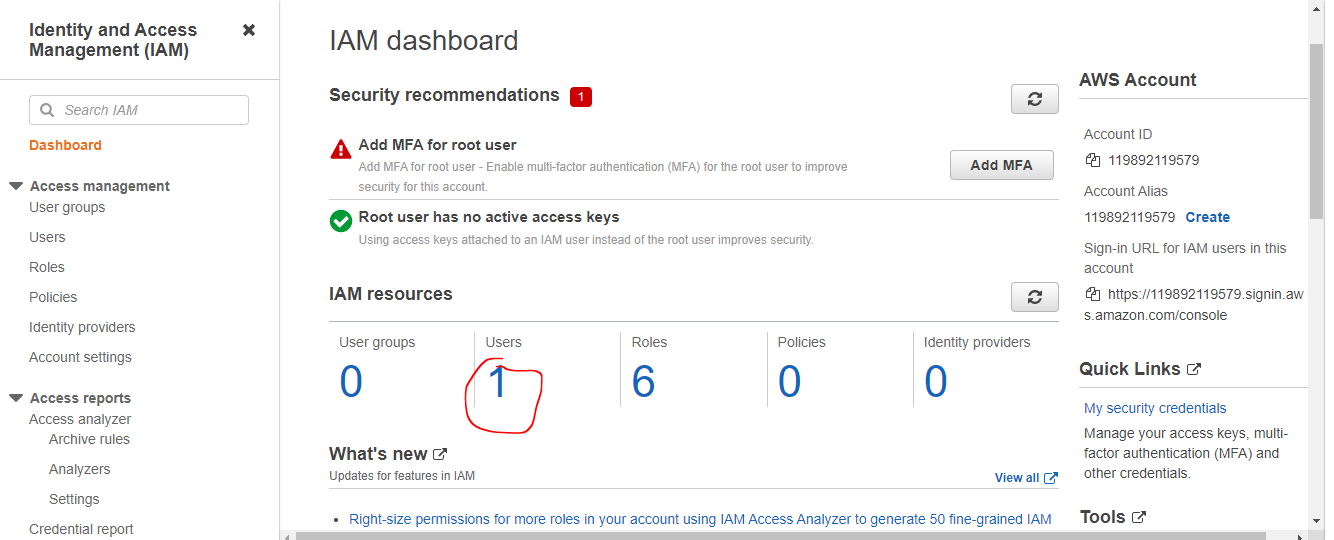 Identity and Access
Management (IAM)
Search IAM
Dashboard
Access management
User groups
Users
Roles
Policies
Identity providers
Account settings
Access reports
Access analyzer
Archive rules
Analyzers
Settings
Credential report
IAM dashboard
Security recommendations 1
Add MFA for root user
Add MFA for root user - Enable multi-factor authentication (MFA) for the root user to improve
security for this account.
Add MFA
Root user has no active access keys
Using access keys attached to an IAM user instead of the root user improves security.
IAM resources
User groups
0
Users
1
Roles
6
Policies
0
Identity providers
0
What's new
Updates for features in IAM
View all
Right-size permissions for more roles in your account using IAM Access Analyzer to generate 50 fine-grained IAM
AWS Account
Account ID
119892119579
Account Alias
119892119579 Create
Sign-in URL for IAM users in this
account
https://119892119579.signin.aw
s.amazon.com/console
Quick Links
My security credentials
Manage your access keys, multi-
factor authentication (MFA) and
other credentials.
Tools